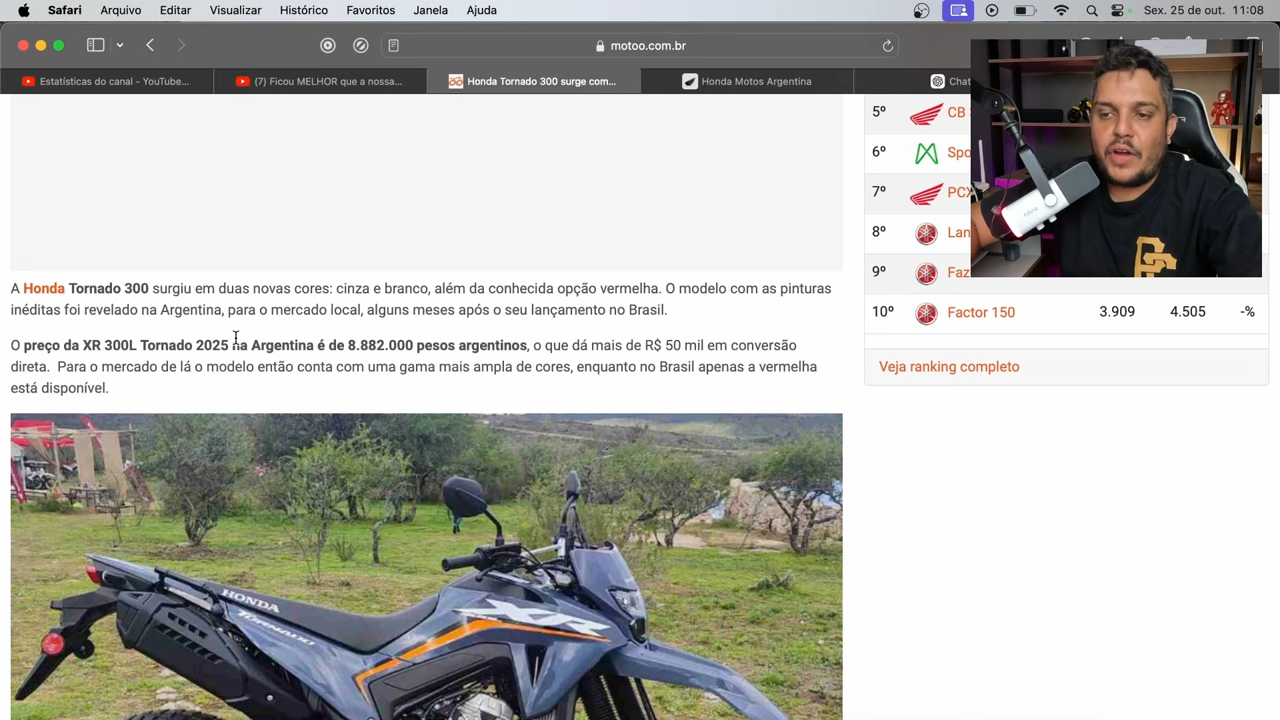 Safari Arquivo Editar Visualizar Histórico Favoritos Janela Ajuda Sex. 25 de out. 11:08
motoo.com.br
Estatísticas do canal - YouTube... (7) Ficou MELHOR que a nossa... Honda Tornado 300 surge com... Honda Motos Argentina Chat
5º CB
6º Spo
7º PCX
8º Lan
9º Faz
10º Factor 150 3.909 4.505 -%
Veja ranking completo
A Honda Tornado 300 surgiu em duas novas cores: cinza e branco, além da conhecida opção vermelha. O modelo com as pinturas
inéditas foi revelado na Argentina, para o mercado local, alguns meses após o seu lançamento no Brasil.
O preço da XR 300L Tornado 2025 na Argentina é de 8.882.000 pesos argentinos, o que dá mais de R$ 50 mil em conversão
direta. Para o mercado de lá o modelo então conta com uma gama mais ampla de cores, enquanto no Brasil apenas a vermelha
está disponível.
HONDA
TORNADO
XR